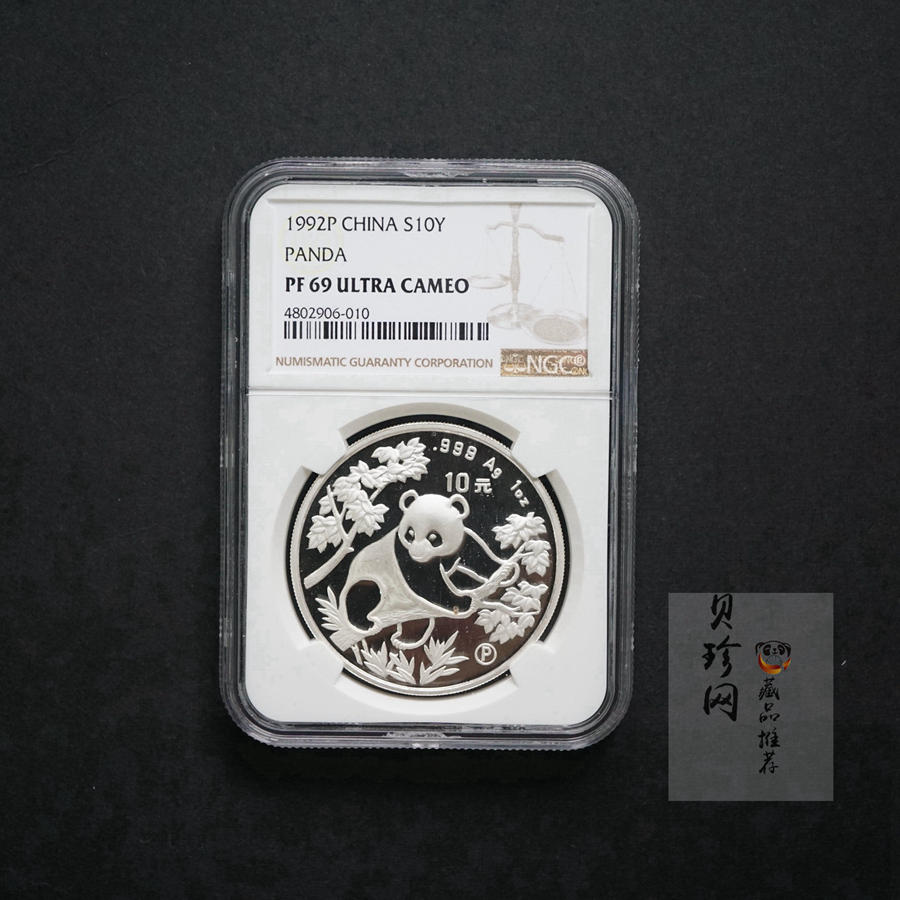 1992P CHINA S10Y
PANDA
PF 69 ULTRA CAMEO
4802906-010
NUMISMATIC GUARANTY CORPORATION
NGC®
.999 Ag 1oz
10元
P
贝珍网
藏品推荐